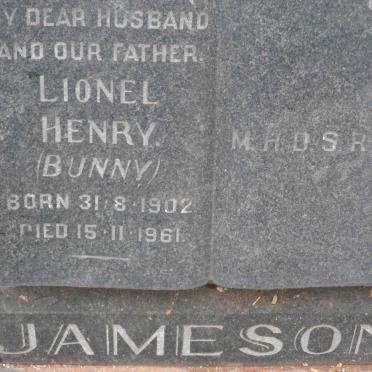 Y DEAR HUSBAND
AND OUR FATHER.
LIONEL
HENRY.
(BUNNY)
BORN 31·8·1902
DIED 15·11·1961.
M.H.D.S.R
JAMESON